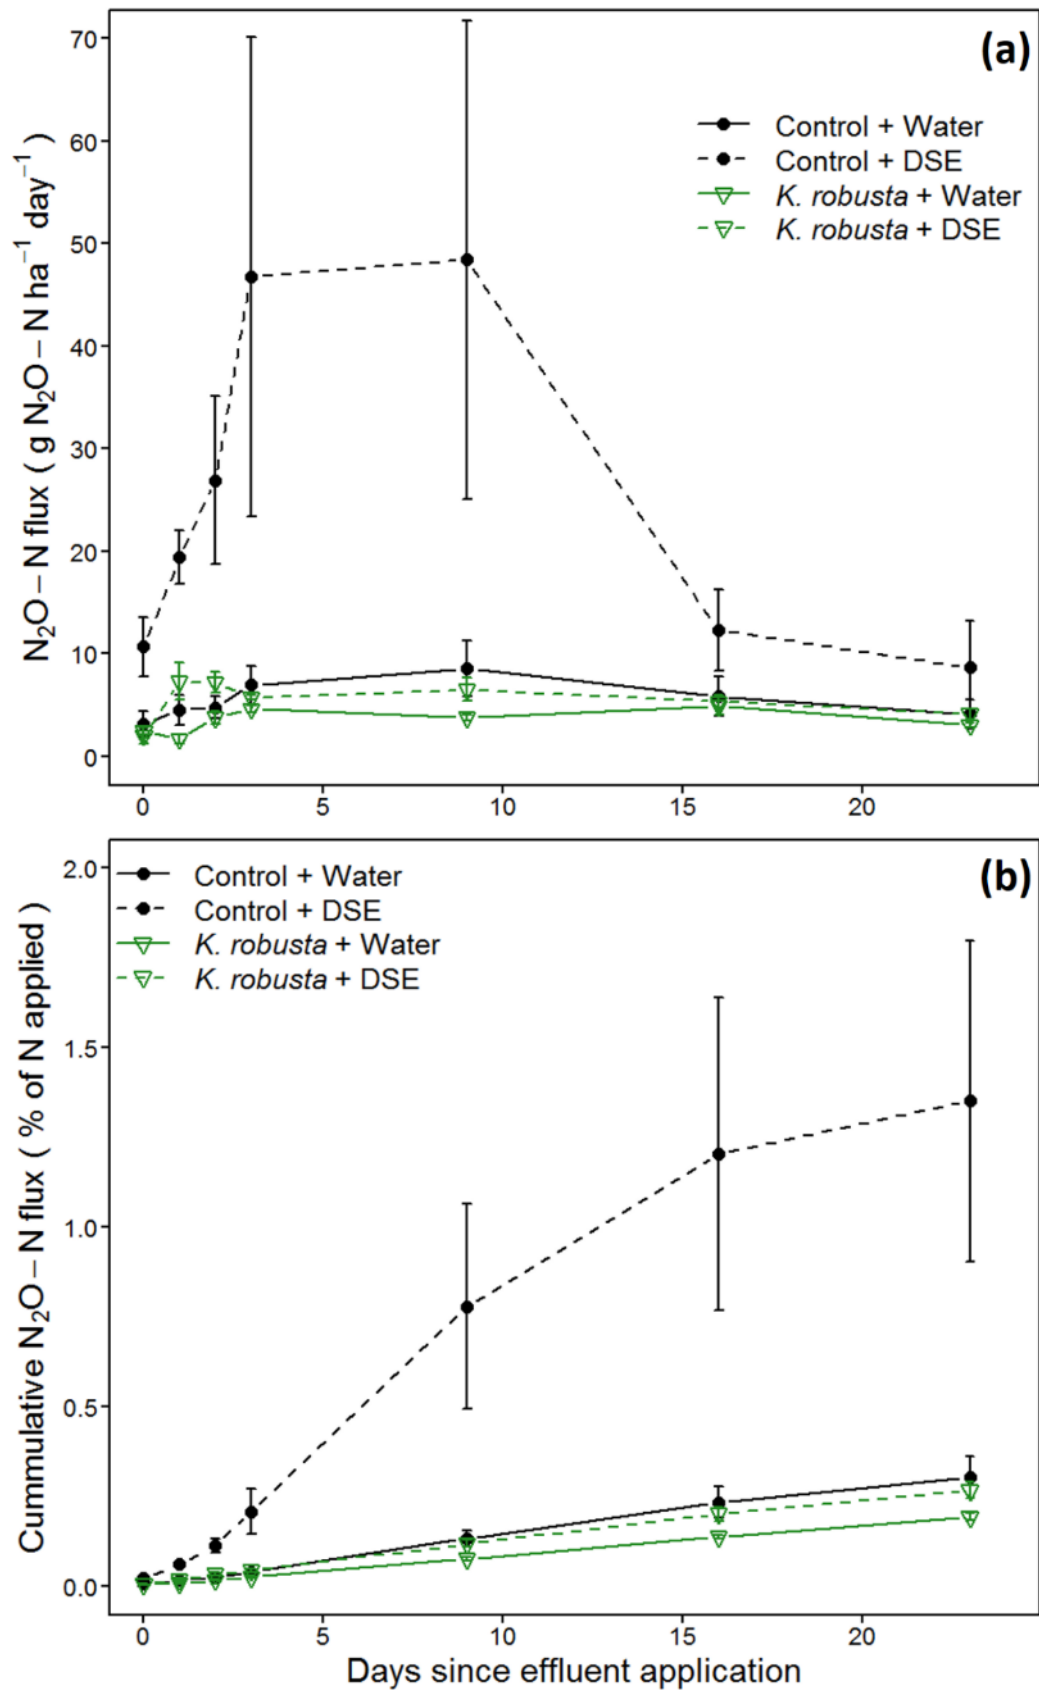 (a)
70
60
50
40
30
20
10
0
N₂O–N flux ( g N₂O–N ha⁻¹ day⁻¹ )
Control + Water
Control + DSE
K. robusta + Water
K. robusta + DSE
0 5 10 15 20
(b)
2.0
1.5
1.0
0.5
0.0
Cummulative N₂O–N flux ( % of N applied )
Control + Water
Control + DSE
K. robusta + Water
K. robusta + DSE
0 5 10 15 20
Days since effluent application